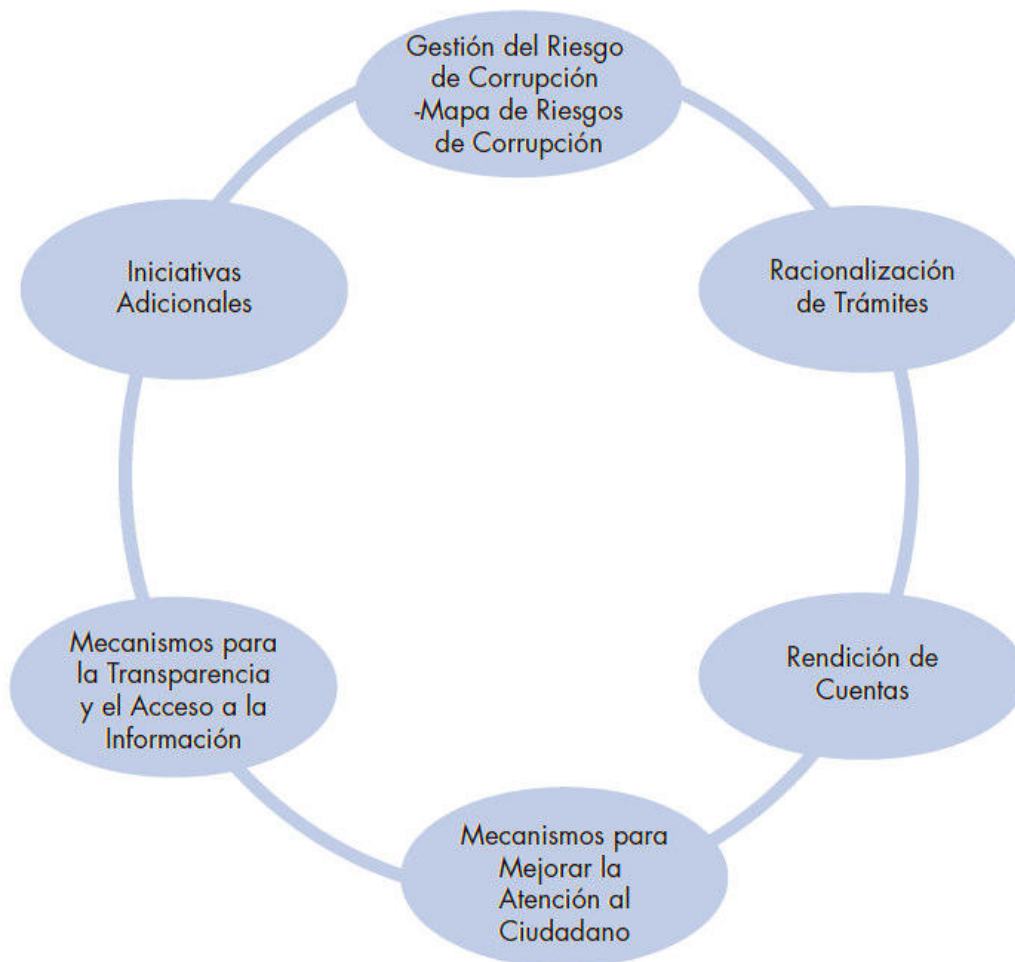 Gestión del Riesgo
de Corrupción
-Mapa de Riesgos
de Corrupción
Racionalización
de Trámites
Rendición de
Cuentas
Mecanismos para
Mejorar la
Atención al
Ciudadano
Mecanismos para
la Transparencia
y el Acceso a la
Información
Iniciativas
Adicionales